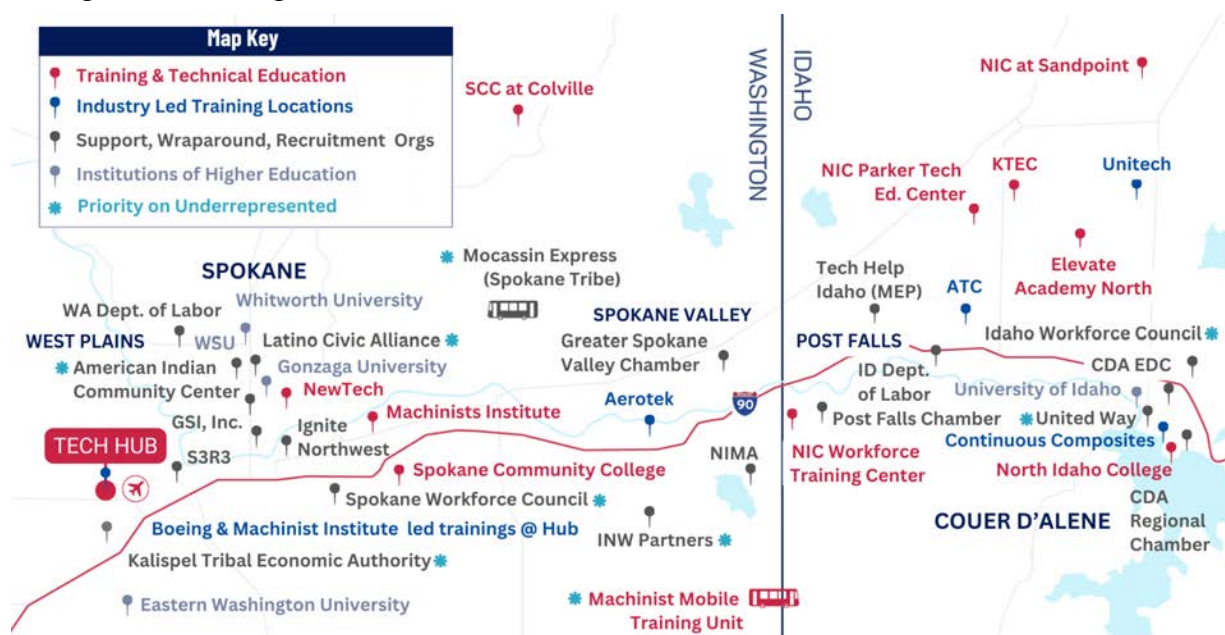 Map Key
Training & Technical Education
Industry Led Training Locations
Support, Wraparound, Recruitment Orgs
Institutions of Higher Education
Priority on Underrepresented
SCC at Colville
WASHINGTON
IDAHO
NIC at Sandpoint
NIC Parker Tech
Ed. Center
KTEC
Unitech
Elevate
Academy North
Mocassin Express
(Spokane Tribe)
SPOKANE
Whitworth University
WA Dept. of Labor
WEST PLAINS
WSU
Latino Civic Alliance
American Indian
Community Center
Gonzaga University
NewTech
GSI, Inc.
Ignite
Northwest
Machinists Institute
TECH HUB
S3R3
Spokane Community College
Spokane Workforce Council
Boeing & Machinist Institute led trainings @ Hub
Kalispel Tribal Economic Authority
Eastern Washington University
SPOKANE VALLEY
Greater Spokane
Valley Chamber
Aerotek
90
NIMA
INW Partners
Machinist Mobile
Training Unit
Tech Help
Idaho (MEP)
ATC
POST FALLS
Idaho Workforce Council
ID Dept.
of Labor
CDA EDC
University of Idaho
Post Falls Chamber
United Way
Continuous Composites
NIC Workforce
Training Center
North Idaho College
COUER D'ALENE
CDA
Regional
Chamber